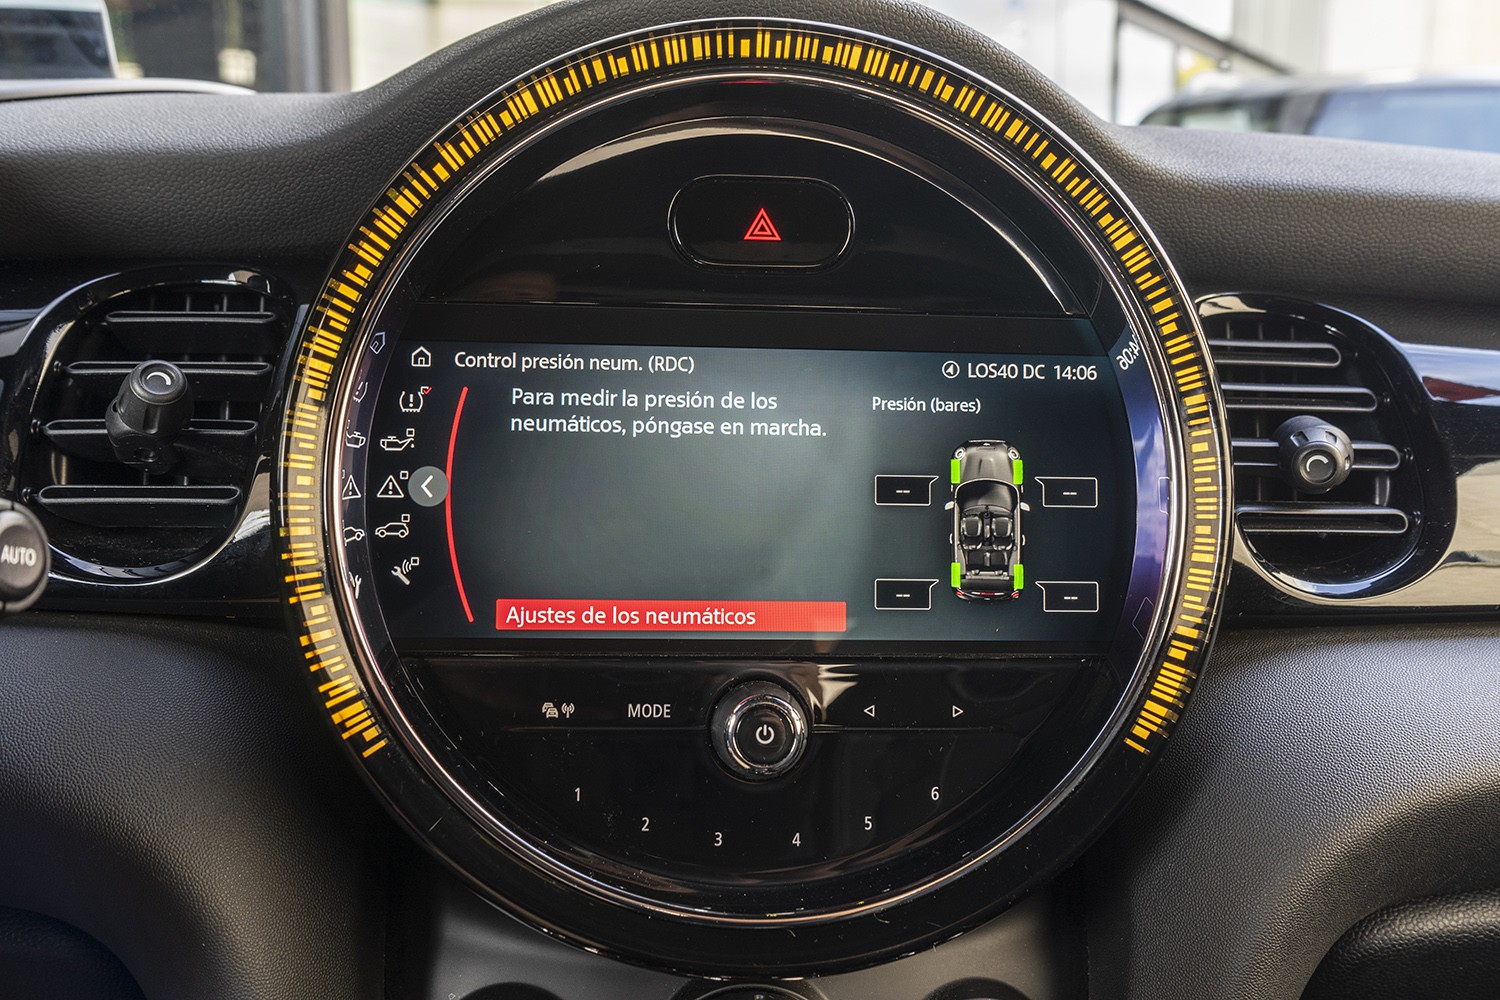 Control presión neum. (RDC)
LOS40 DC 14:06
Para medir la presión de los
neumáticos, póngase en marcha.
Presión (bares)
--
--
--
--
Ajustes de los neumáticos
AUTO
MODE
1
2
3
4
5
6